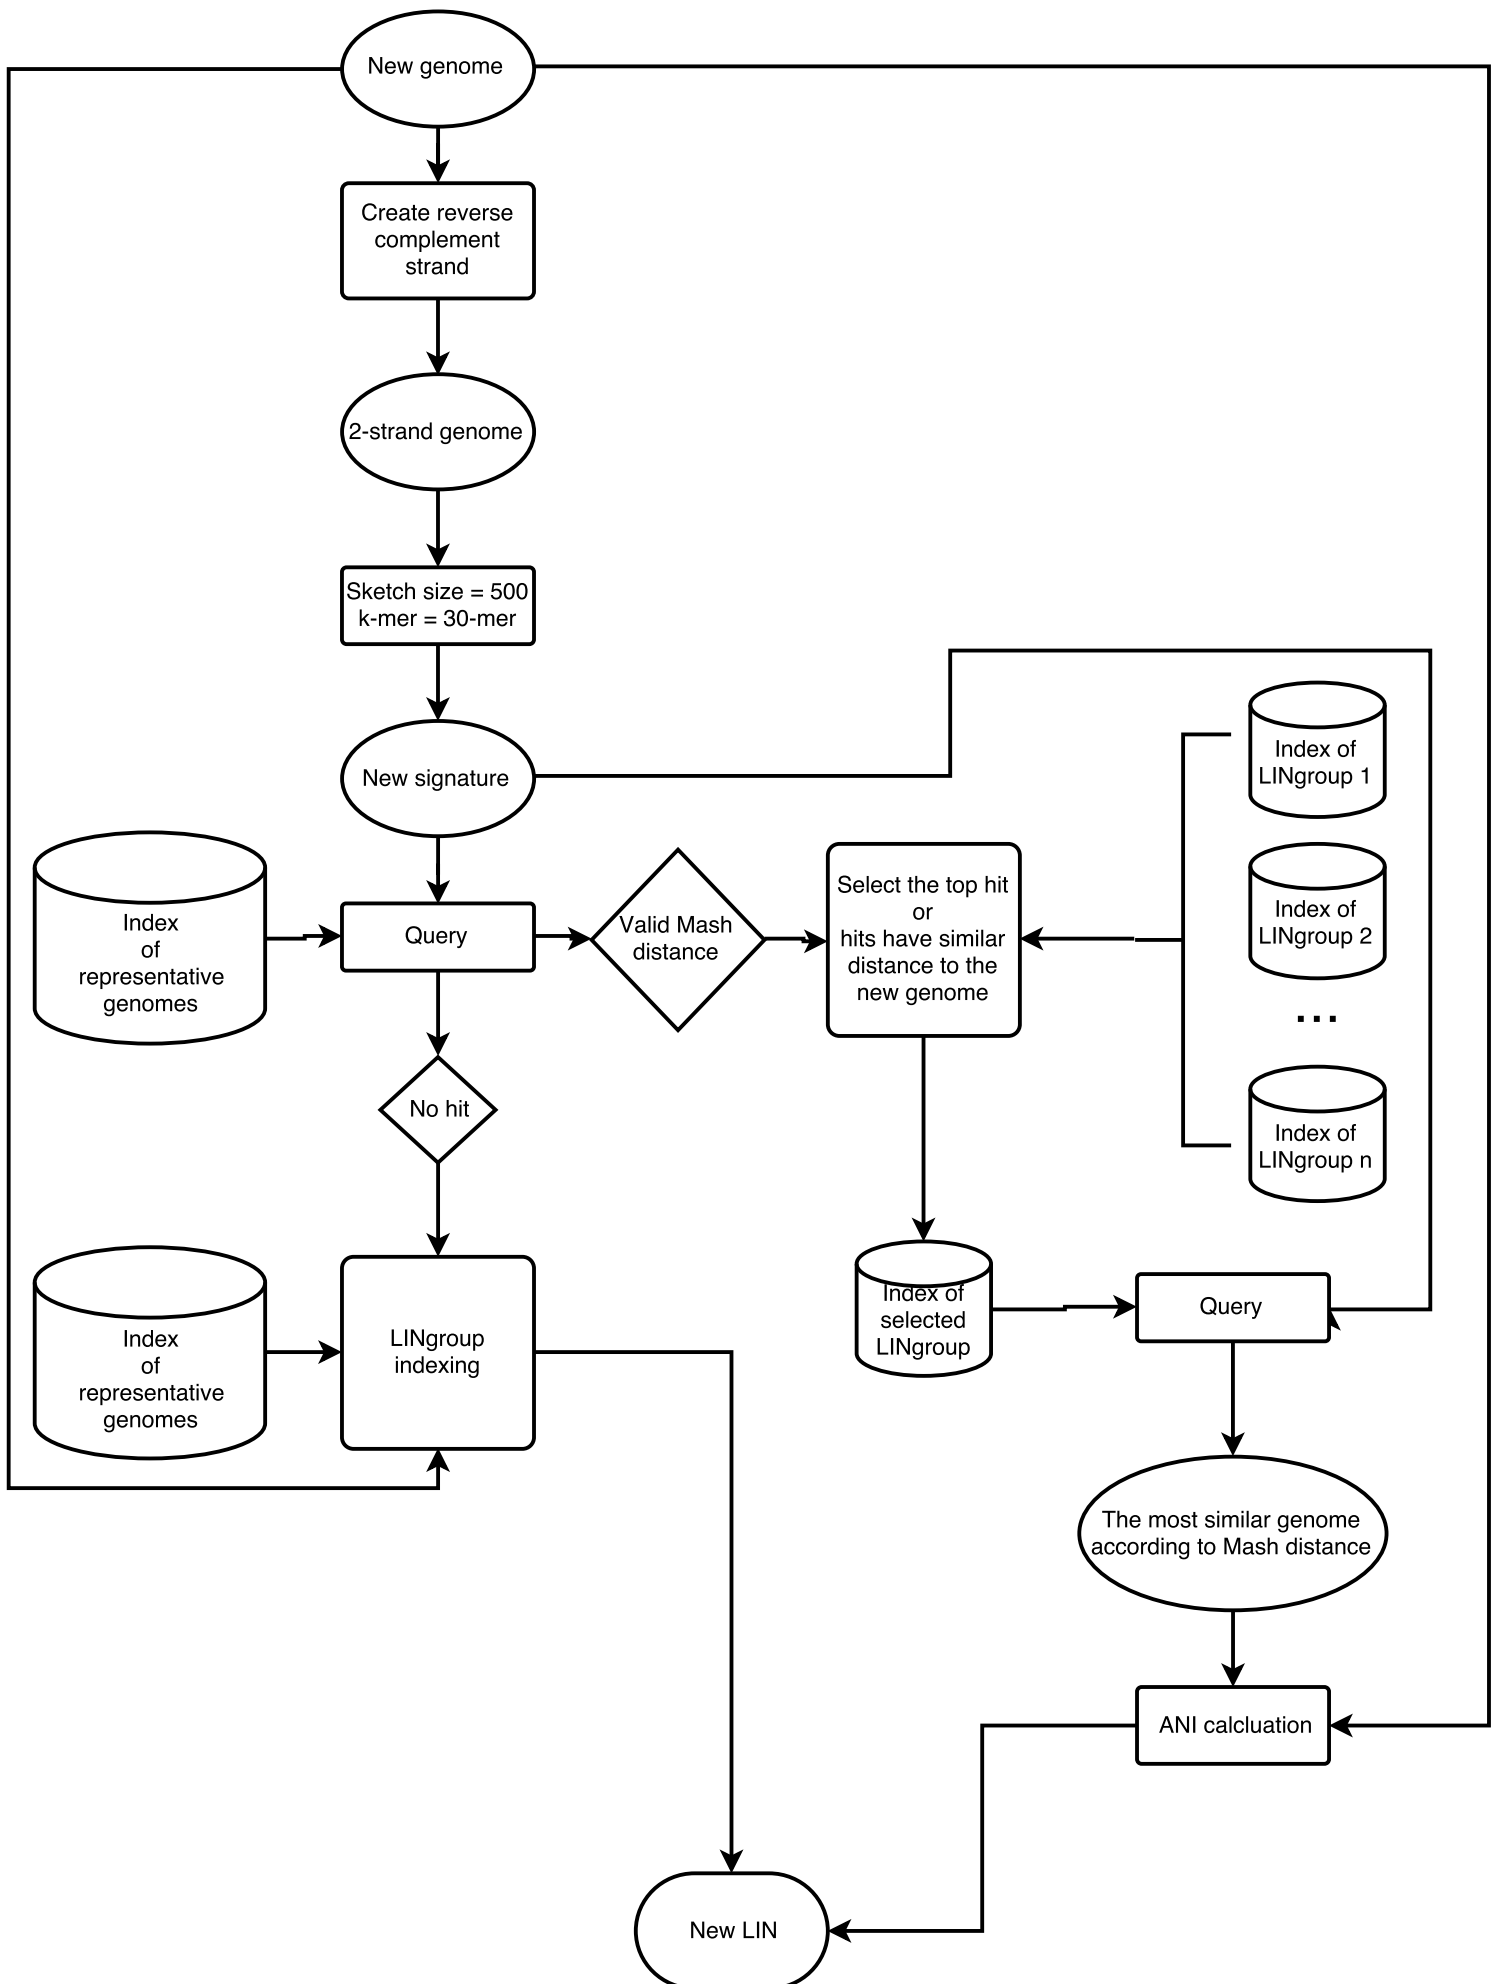 New genome
Create reverse
complement
strand
2-strand genome
Sketch size = 500
k-mer = 30-mer
New signature
Index of
LINgroup 1
Index
of
representative
genomes
Query
Valid Mash
distance
Select the top hit
or
hits have similar
distance to the
new genome
Index of
LINgroup 2
...
No hit
Index of
LINgroup n
Index
of
representative
genomes
LINgroup
indexing
Index of
selected
LINgroup
Query
The most similar genome
according to Mash distance
ANI calcluation
New LIN